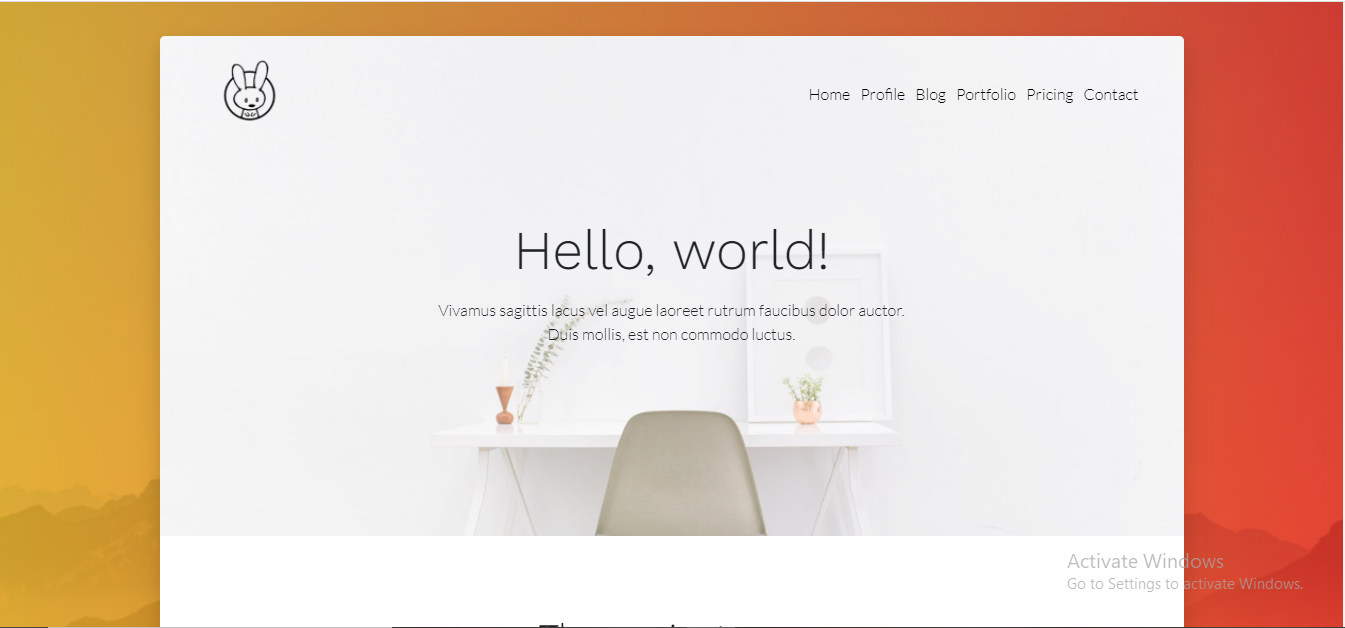 Home Profile Blog Portfolio Pricing Contact
Hello, world!
Vivamus sagittis lacus vel augue laoreet rutrum faucibus dolor auctor.
Duis mollis, est non commodo luctus.
Activate Windows
Go to Settings to activate Windows.